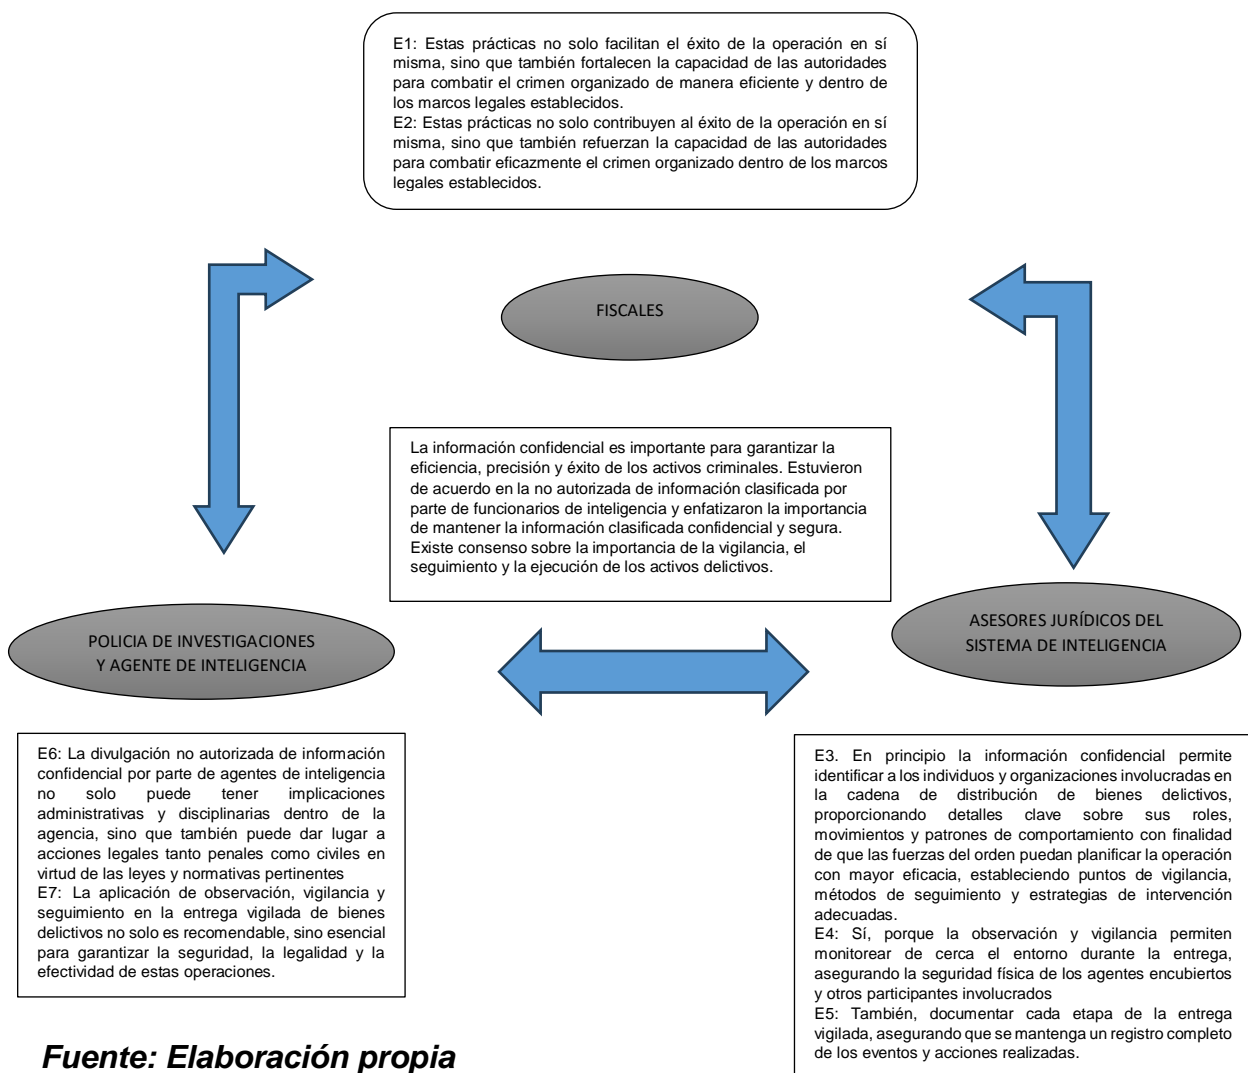 E1: Estas prácticas no solo facilitan el éxito de la operación en sí
misma, sino que también fortalecen la capacidad de las autoridades
para combatir el crimen organizado de manera eficiente y dentro de
los marcos legales establecidos.
E2: Estas prácticas no solo contribuyen al éxito de la operación en sí
misma, sino que también refuerzan la capacidad de las autoridades
para combatir eficazmente el crimen organizado dentro de los marcos
legales establecidos.
FISCALES
La información confidencial es importante para garantizar la
eficiencia, precisión y éxito de los activos criminales. Estuvieron
de acuerdo en la no autorizada de información clasificada por
parte de funcionarios de inteligencia y enfatizaron la importancia
de mantener la información clasificada confidencial y segura.
Existe consenso sobre la importancia de la vigilancia, el
seguimiento y la ejecución de los activos delictivos.
POLICIA DE INVESTIGACIONES
Y AGENTE DE INTELIGENCIA
ASESORES JURÍDICOS DEL
SISTEMA DE INTELIGENCIA
E6: La divulgación no autorizada de información
confidencial por parte de agentes de inteligencia
no solo puede tener implicaciones
administrativas y disciplinarias dentro de la
agencia, sino que también puede dar lugar a
acciones legales tanto penales como civiles en
virtud de las leyes y normativas pertinentes
E7: La aplicación de observación, vigilancia y
seguimiento en la entrega vigilada de bienes
delictivos no solo es recomendable, sino esencial
para garantizar la seguridad, la legalidad y la
efectividad de estas operaciones.
E3. En principio la información confidencial permite
identificar a los individuos y organizaciones involucradas en
la cadena de distribución de bienes delictivos,
proporcionando detalles clave sobre sus roles,
movimientos y patrones de comportamiento con finalidad
de que las fuerzas del orden puedan planificar la operación
con mayor eficacia, estableciendo puntos de vigilancia,
métodos de seguimiento y estrategias de intervención
adecuadas.
E4: Sí, porque la observación y vigilancia permiten
monitorear de cerca el entorno durante la entrega,
asegurando la seguridad física de los agentes encubiertos
y otros participantes involucrados
E5: También, documentar cada etapa de la entrega
vigilada, asegurando que se mantenga un registro completo
de los eventos y acciones realizadas.
Fuente: Elaboración propia